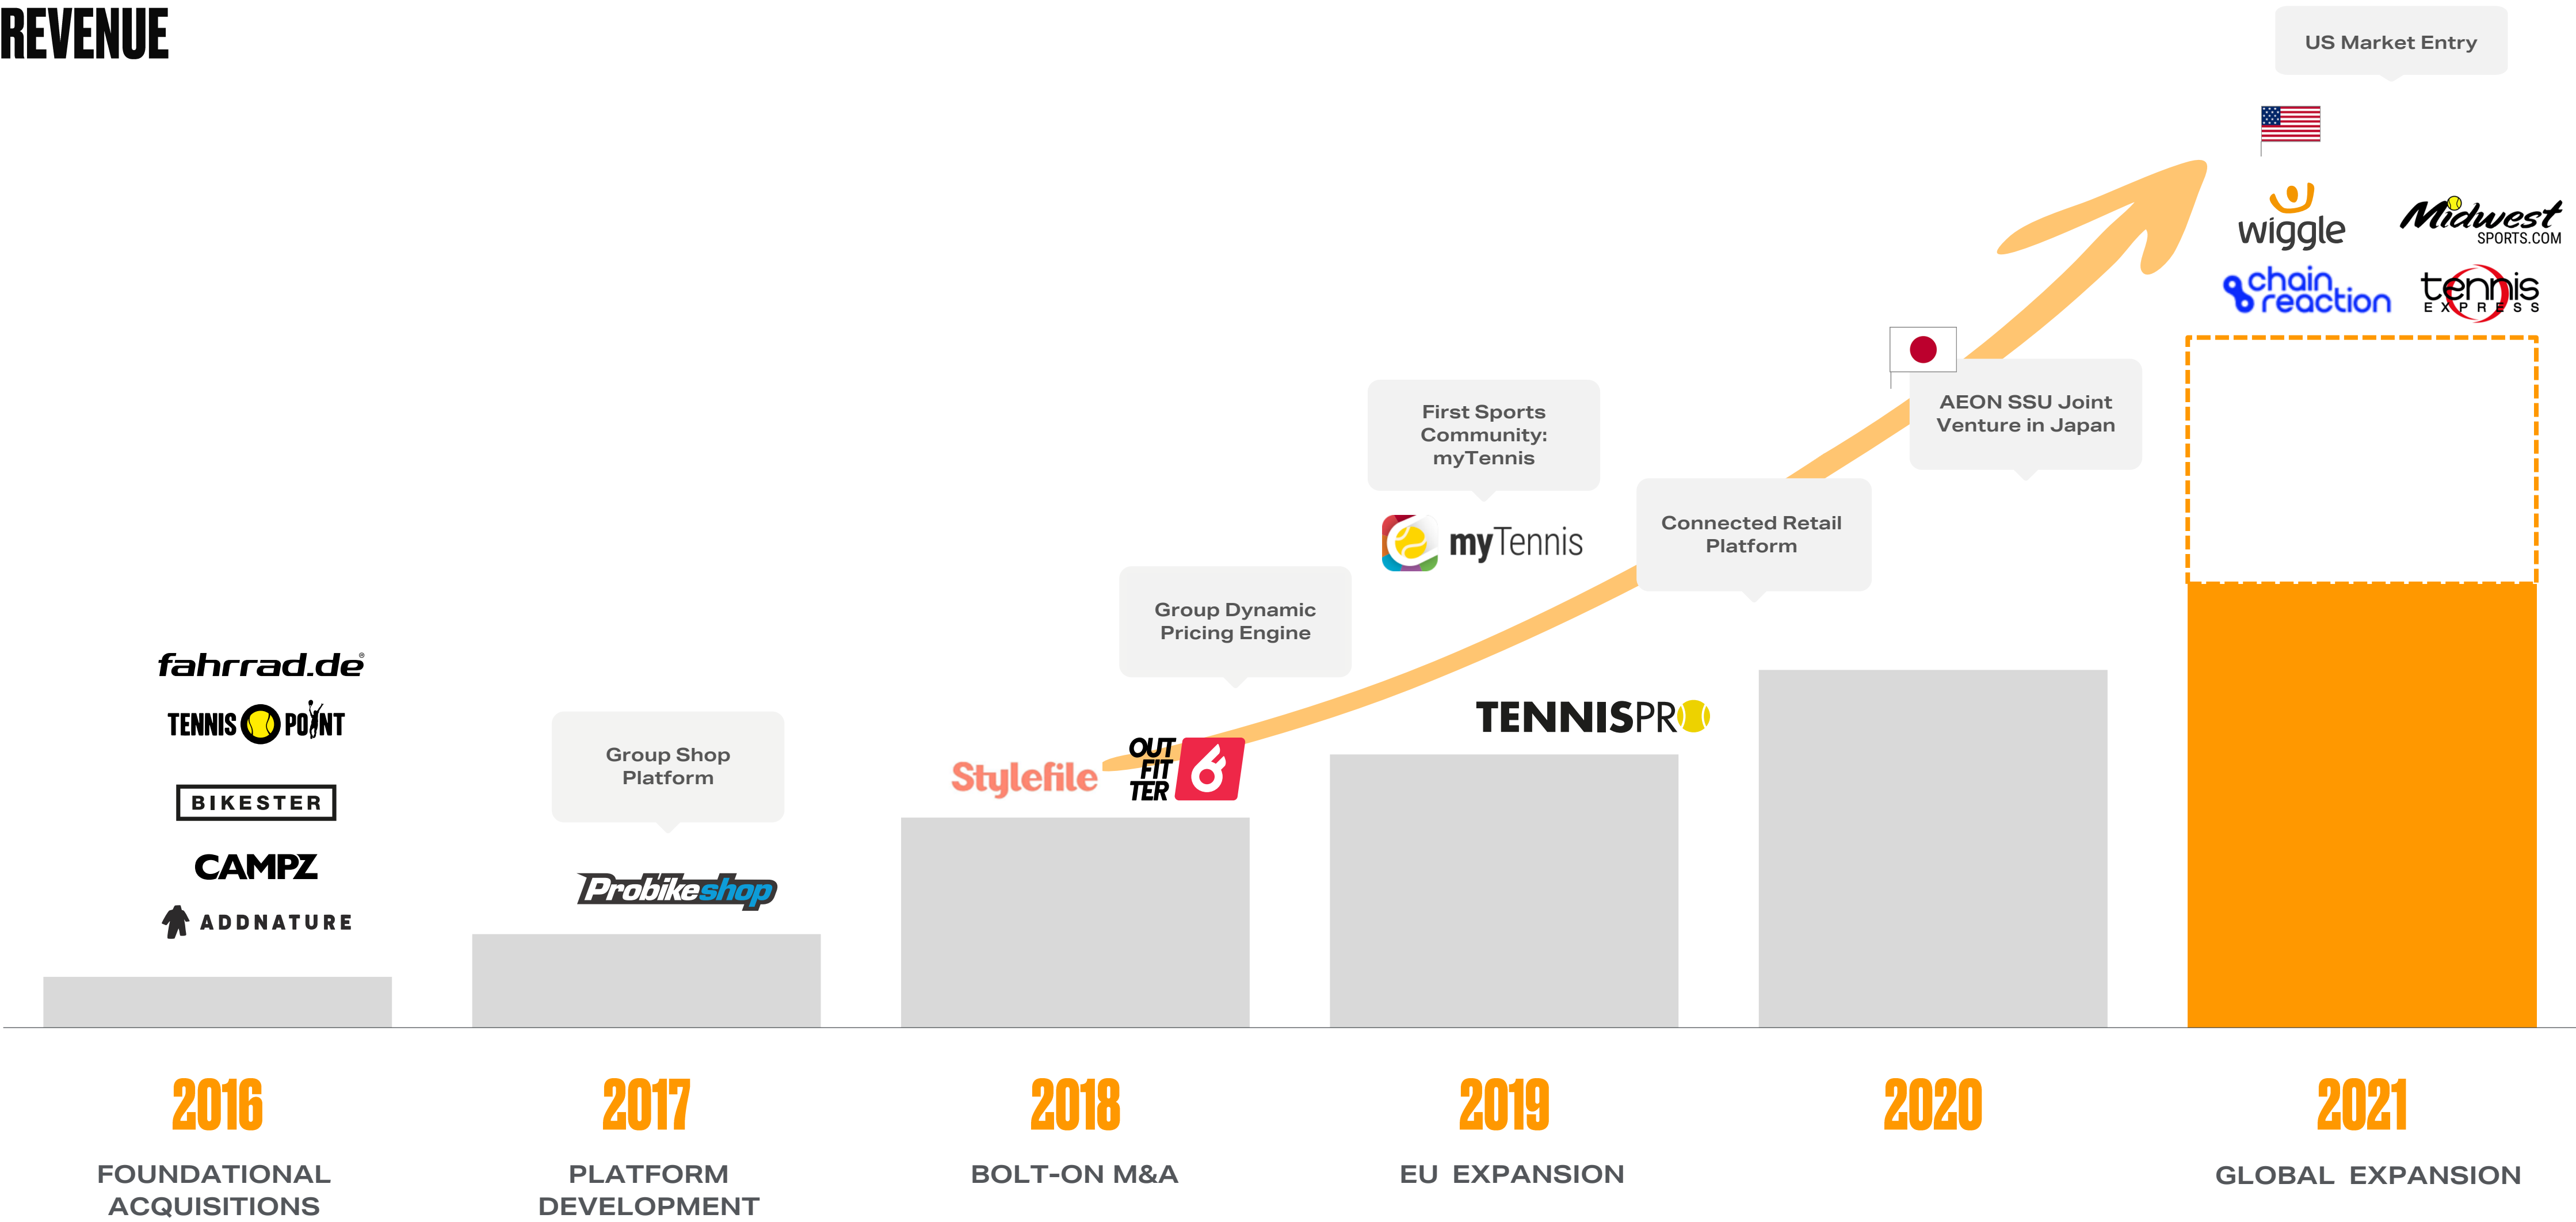 REVENUE
US Market Entry
wiggle
Midwest
SPORTS.COM
chain
reaction
tennis
EXPRESS
AEON SSU Joint
Venture in Japan
First Sports
Community:
myTennis
myTennis
Connected Retail
Platform
Group Dynamic
Pricing Engine
TENNISPRO
Stylefile
OUT
FIT
TER
Group Shop
Platform
Probikeshop
fahrrad.de®
TENNIS POINT
BIKESTER
CAMPZ
ADDNATURE
2016
FOUNDATIONAL
ACQUISITIONS
2017
PLATFORM
DEVELOPMENT
2018
BOLT-ON M&A
2019
EU EXPANSION
2020
2021
GLOBAL EXPANSION